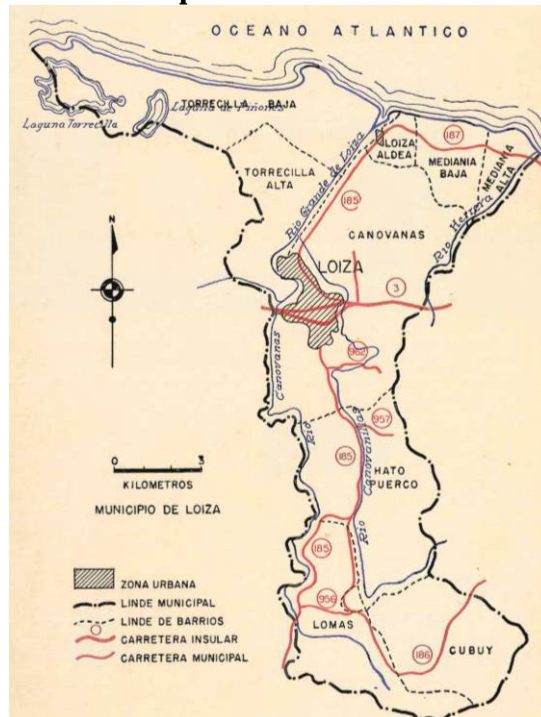 OCEANO ATLANTICO
TORRECILLA BAJA
Laguna Torrecilla
Laguna de Piñones
TORRECILLA
ALTA
Rio Grande de Loiza
LOIZA
ALDEA
187
MEDIANIA
BAJA
MEDIANIA
ALTA
185
Rio Herrera
CANOVANAS
N
LOIZA
3
Canovanas
962
957
Rio
185
Canovanillas
HATO
PUERCO
Rio
0 3
KILOMETROS
MUNICIPIO DE LOIZA
185
956
LOMAS
186
CUBUY
ZONA URBANA
LINDE MUNICIPAL
LINDE DE BARRIOS
CARRETERA INSULAR
CARRETERA MUNICIPAL